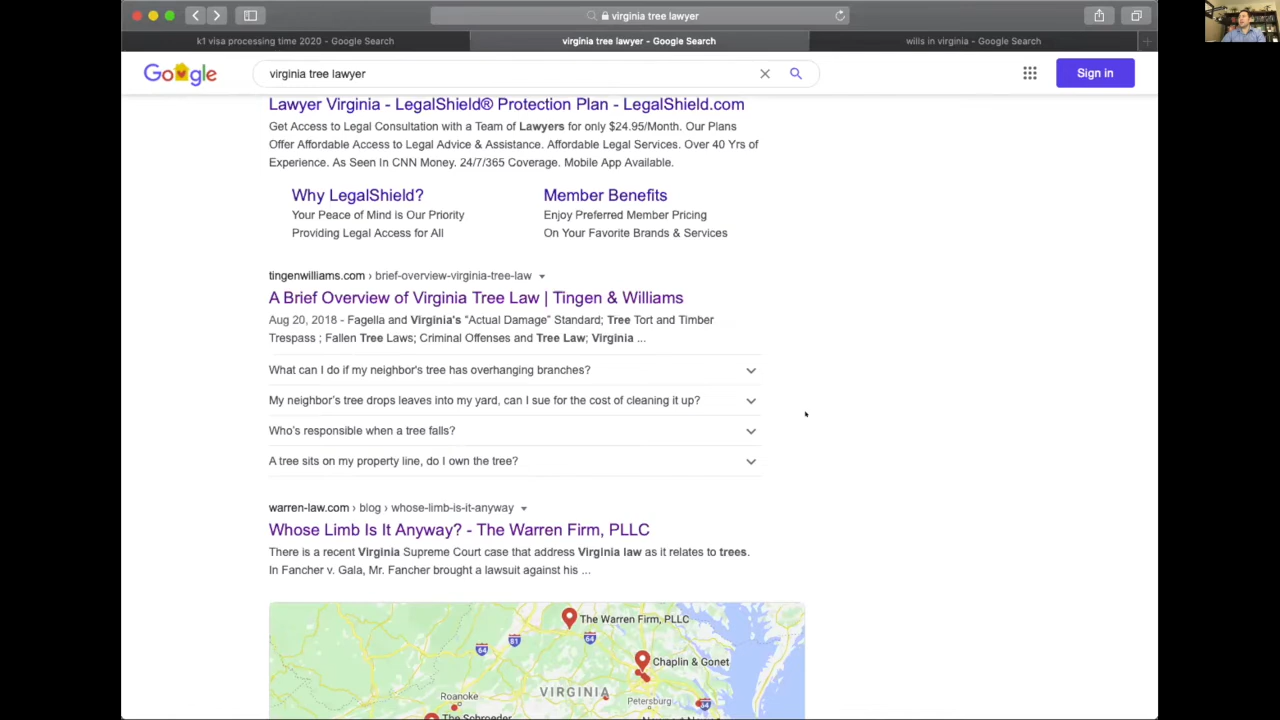 virginia tree lawyer
k1 visa processing time 2020 - Google Search
virginia tree lawyer - Google Search
wills in virginia - Google Search
Google
virginia tree lawyer
Sign in
Lawyer Virginia - LegalShield® Protection Plan - LegalShield.com
Get Access to Legal Consultation with a Team of Lawyers for only $24.95/Month. Our Plans
Offer Affordable Access to Legal Advice & Assistance. Affordable Legal Services. Over 40 Yrs of
Experience. As Seen In CNN Money. 24/7/365 Coverage. Mobile App Available.
Why LegalShield?
Your Peace of Mind is Our Priority
Providing Legal Access for All
Member Benefits
Enjoy Preferred Member Pricing
On Your Favorite Brands & Services
tingenwilliams.com › brief-overview-virginia-tree-law
A Brief Overview of Virginia Tree Law | Tingen & Williams
Aug 20, 2018 - Fagella and Virginia's "Actual Damage" Standard; Tree Tort and Timber
Trespass ; Fallen Tree Laws; Criminal Offenses and Tree Law; Virginia ...
What can I do if my neighbor's tree has overhanging branches?
My neighbor's tree drops leaves into my yard, can I sue for the cost of cleaning it up?
Who's responsible when a tree falls?
A tree sits on my property line, do I own the tree?
warren-law.com › blog › whose-limb-is-it-anyway
Whose Limb Is It Anyway? - The Warren Firm, PLLC
There is a recent Virginia Supreme Court case that address Virginia law as it relates to trees.
In Fancher v. Gala, Mr. Fancher brought a lawsuit against his ...
The Warren Firm, PLLC
81
64
64
Chaplin & Gonet
VIRGINIA
Roanoke
Petersburg
64
The Schroeder